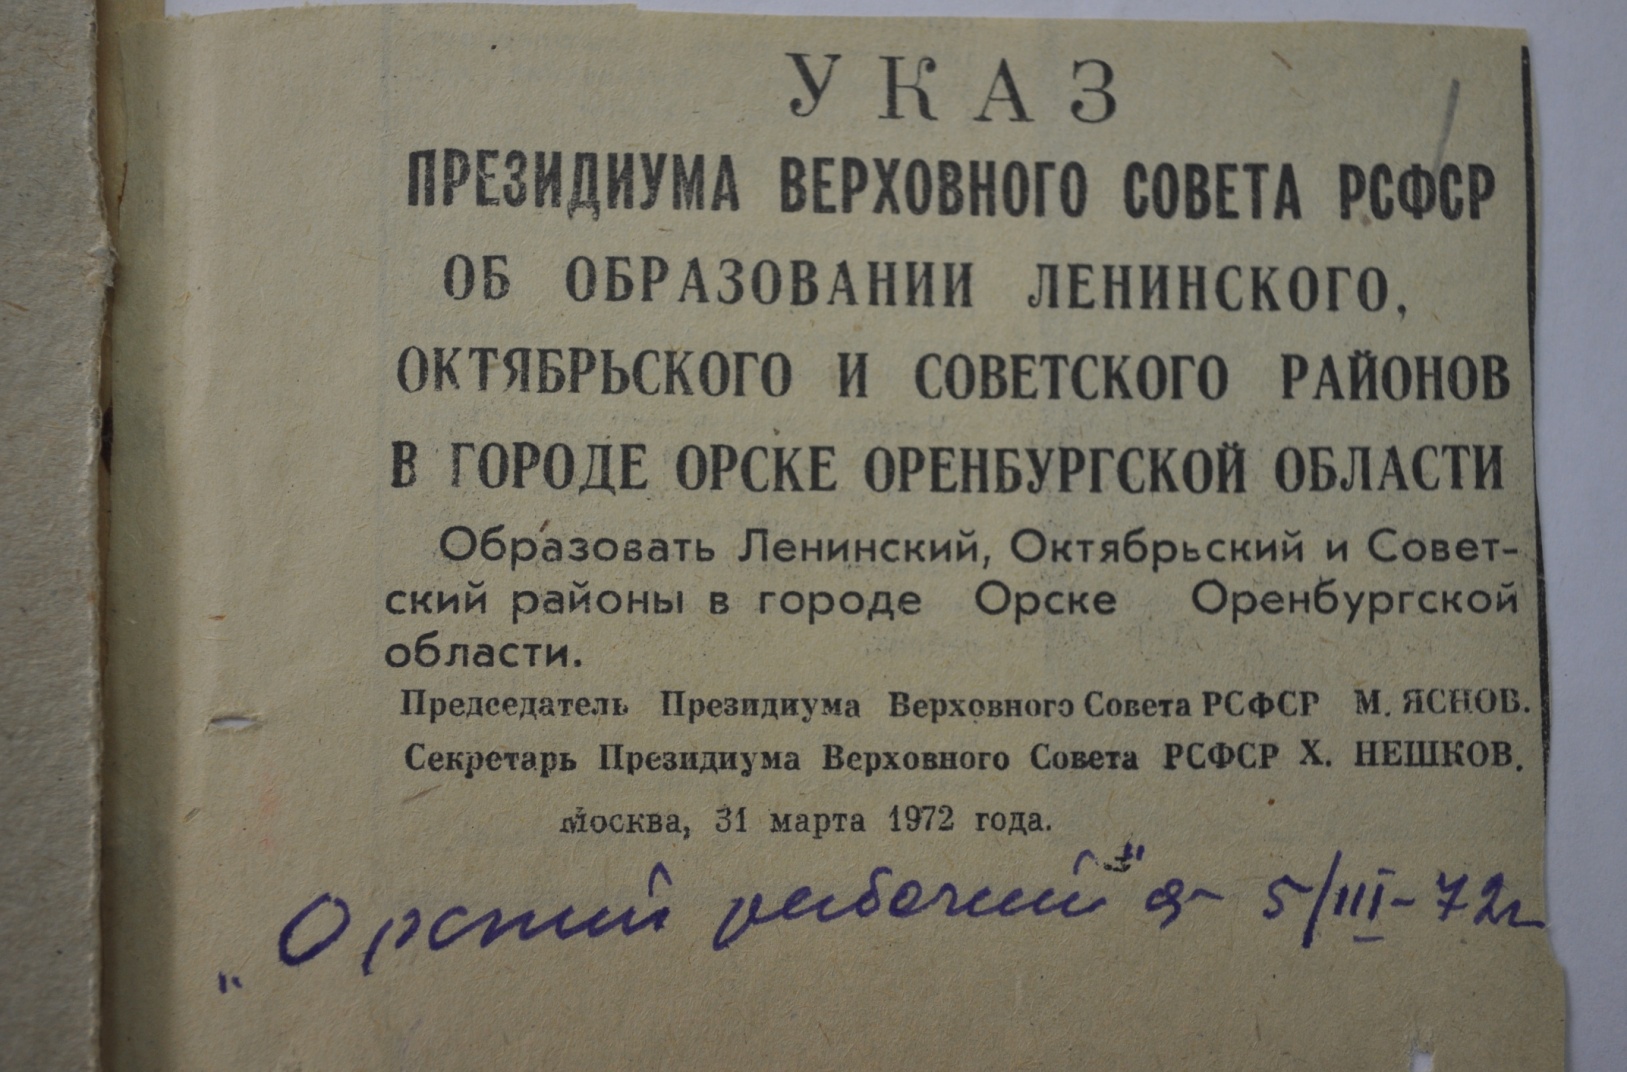 УКАЗ
ПРЕЗИДИУМА ВЕРХОВНОГО СОВЕТА РСФСР
ОБ ОБРАЗОВАНИИ ЛЕНИНСКОГО,
ОКТЯБРЬСКОГО И СОВЕТСКОГО РАЙОНОВ
В ГОРОДЕ ОРСКЕ ОРЕНБУРГСКОЙ ОБЛАСТИ
Образовать Ленинский, Октябрьский и Совет-
ский районы в городе Орске Оренбургской
области.
Председатель Президиума Верховного Совета РСФСР М. ЯСНОВ.
Секретарь Президиума Верховного Совета РСФСР Х. НЕШКОВ.
Москва, 31 марта 1972 года.
„Орский рабочий" 5/III-72г